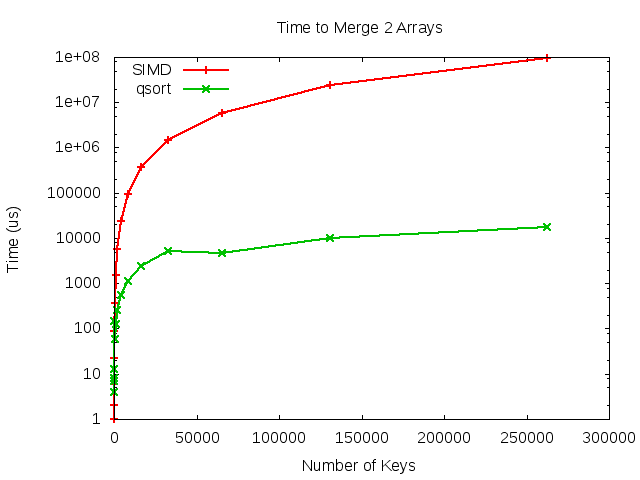 Time to Merge 2 Arrays
1e+08
1e+07
1e+06
100000
10000
1000
100
10
1
SIMD
qsort
Time (us)
0 50000 100000 150000 200000 250000 300000
Number of Keys